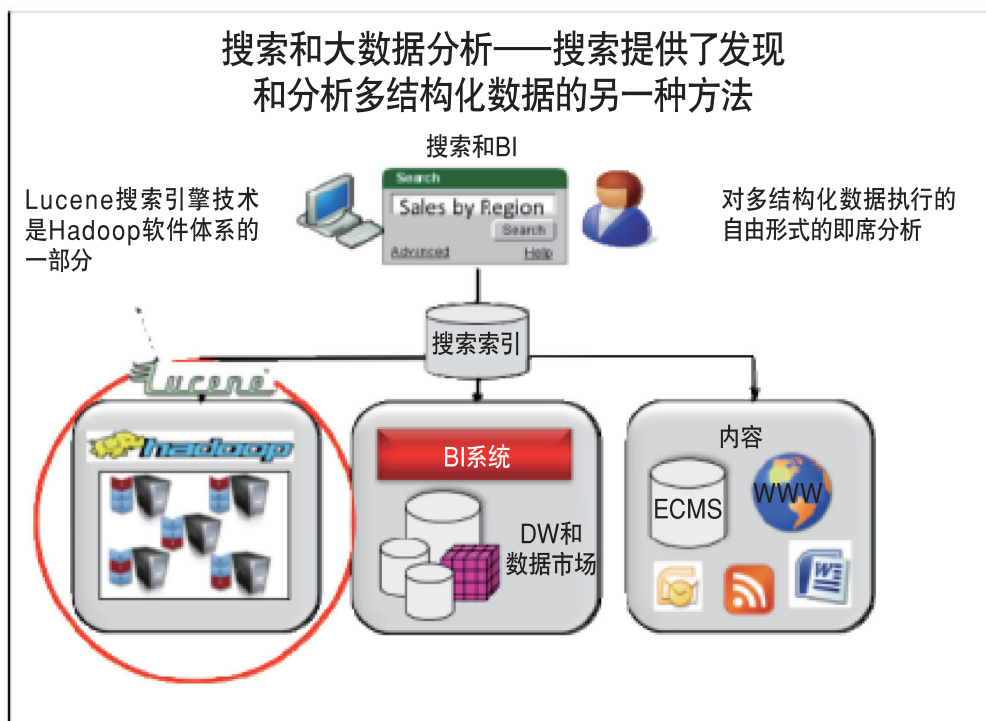 搜索和大数据分析——搜索提供了发现
和分析多结构化数据的另一种方法
搜索和BI
Lucene搜索引擎技术
是Hadoop软件体系的
一部分
Search
Sales by Region
Search
Advanced
Help
对多结构化数据执行的
自由形式的即席分析
搜索索引
Lucene
hadoop
BI系统
DW和
数据市场
内容
ECMS
WWW
W